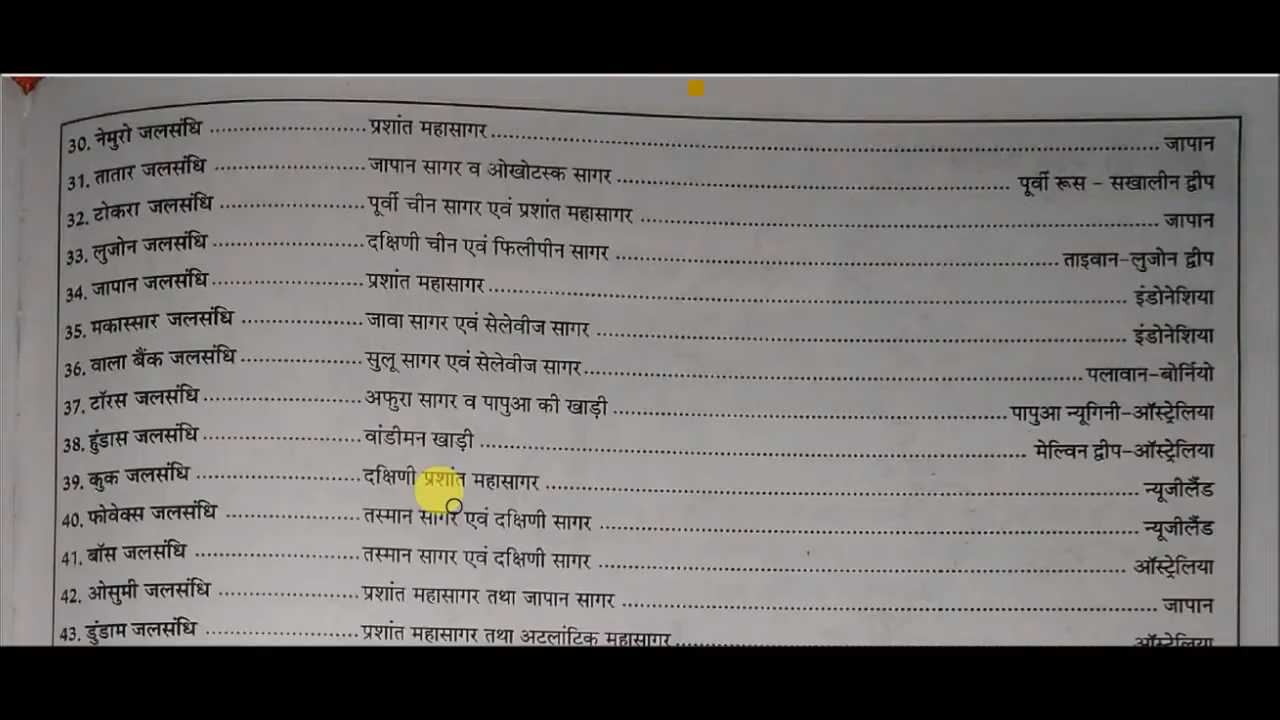 30. नेमुरो जलसंधि ........................ प्रशांत महासागर ........................ जापान
31. तातार जलसंधि ........................ जापान सागर व ओखोटस्क सागर ........................ पूर्वी रूस - सखालीन द्वीप
32. टोकरा जलसंधि ........................ पूर्वी चीन सागर एवं प्रशांत महासागर ........................ जापान
33. लुजोन जलसंधि ........................ दक्षिणी चीन एवं फिलीपीन सागर ........................ ताइवान-लुजोन द्वीप
34. जापान जलसंधि ........................ प्रशांत महासागर ........................ इंडोनेशिया
35. मकास्सार जलसंधि ........................ जावा सागर एवं सेलेवीज सागर ........................ इंडोनेशिया
36. वाला बैंक जलसंधि ........................ सुलू सागर एवं सेलेवीज सागर ........................ पलावान-बोर्नियो
37. टॉरस जलसंधि ........................ अफुरा सागर व पापुआ की खाड़ी ........................ पापुआ न्यूगिनी-ऑस्ट्रेलिया
38. हुंडास जलसंधि ........................ वांडीमन खाड़ी ........................ मेल्विन द्वीप-ऑस्ट्रेलिया
39. कुक जलसंधि ........................ दक्षिणी प्रशांत महासागर ........................ न्यूजीलैंड
40. फोवेक्स जलसंधि ........................ तस्मान सागर एवं दक्षिणी सागर ........................ न्यूजीलैंड
41. बॉस जलसंधि ........................ तस्मान सागर एवं दक्षिणी सागर ........................ ऑस्ट्रेलिया
42. ओसुमी जलसंधि ........................ प्रशांत महासागर तथा जापान सागर ........................ जापान
43. डुंडाम जलसंधि ........................ प्रशांत महासागर तथा अटलांटिक महासागर ........................ ऑस्ट्रेलिया